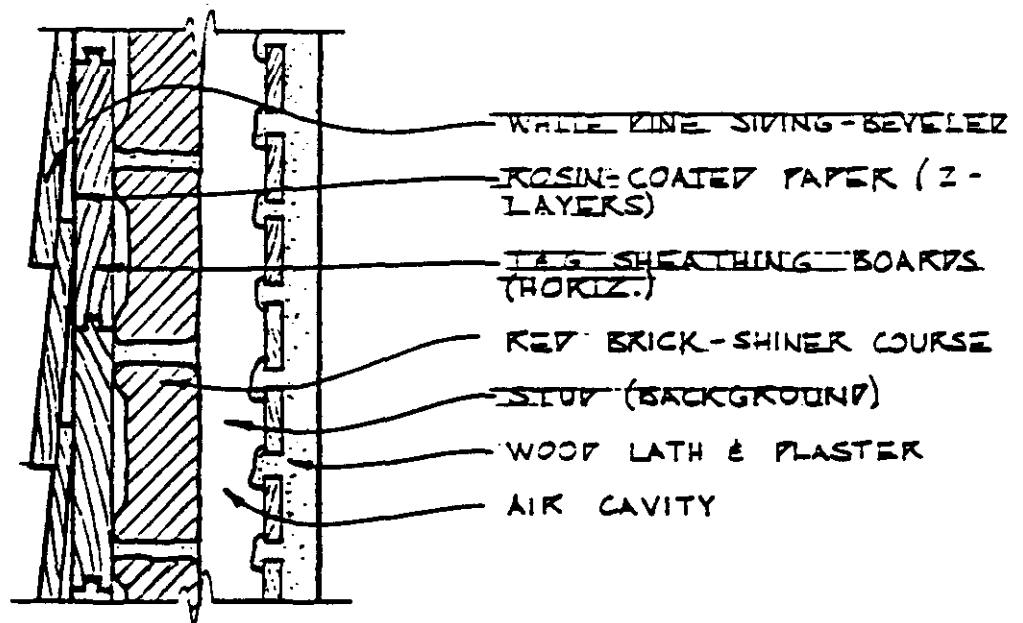 WHITE PINE SIDING-BEVELED
ROSIN-COATED PAPER (2-
LAYERS)
T&G SHEATHING BOARDS
(HORIZ.)
RED BRICK-SHINER COURSE
STUD (BACKGROUND)
WOOD LATH & PLASTER
AIR CAVITY